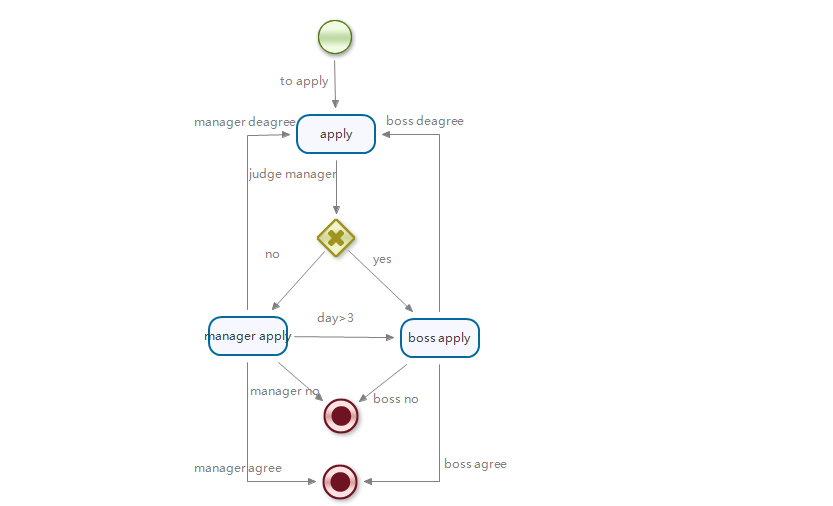 to apply
manager deagree
boss deagree
apply
judge manager
no
yes
day>3
manager apply
boss apply
manager no
boss no
manager agree
boss agree